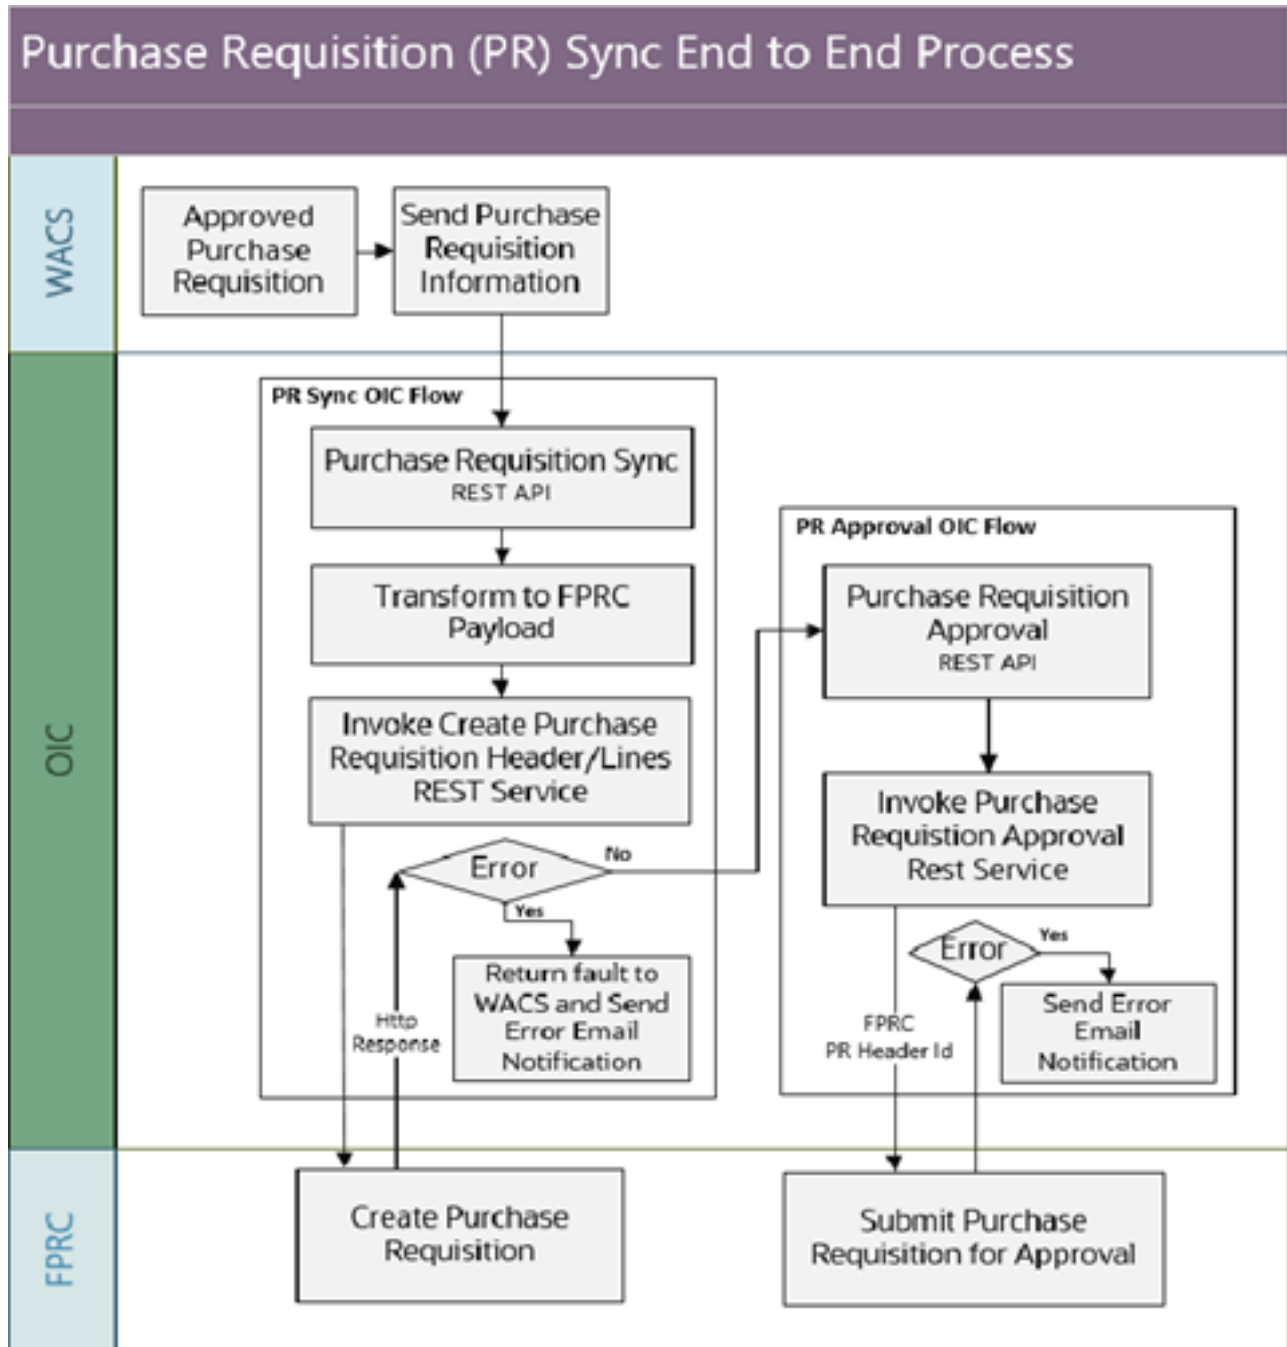 Purchase Requisition (PR) Sync End to End Process
WACS
Approved
Purchase
Requisition
Send Purchase
Requisition
Information
OIC
PR Sync OIC Flow
Purchase Requisition Sync
REST API
Transform to FPRC
Payload
Invoke Create Purchase
Requisition Header/Lines
REST Service
Error
No
Yes
Return fault to
WACS and Send
Error Email
Notification
Http
Response
PR Approval OIC Flow
Purchase Requisition
Approval
REST API
Invoke Purchase
Requistion Approval
Rest Service
Error
Yes
Send Error
Email
Notification
FPRC
PR Header Id
FPRC
Create Purchase
Requisition
Submit Purchase
Requisition for Approval